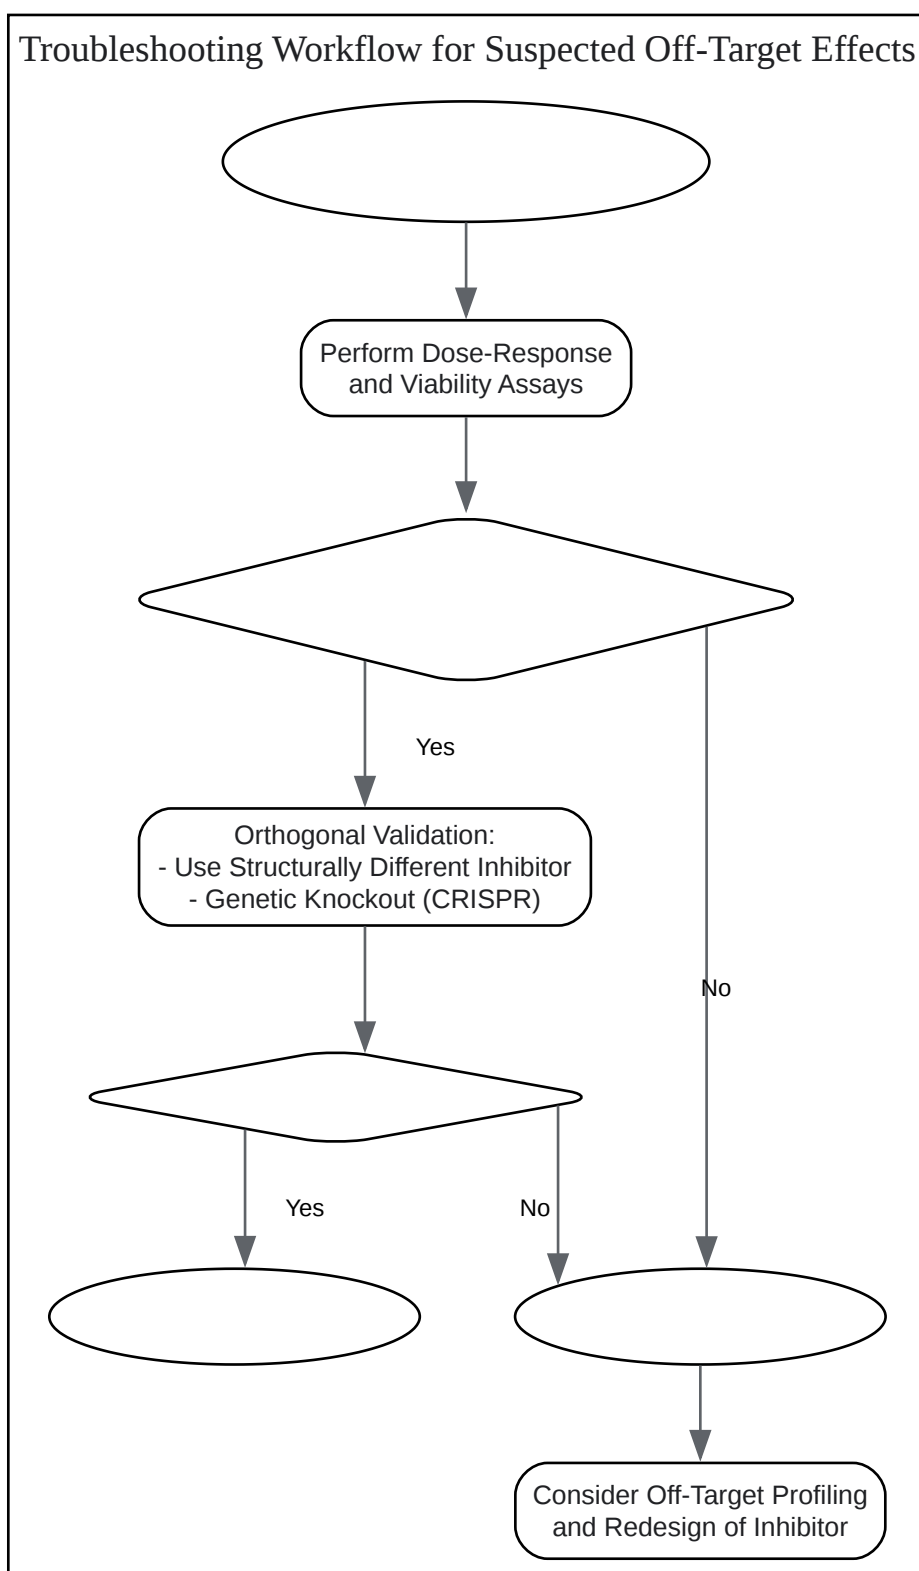 Troubleshooting Workflow for Suspected Off-Target Effects
Perform Dose-Response
and Viability Assays
Yes
Orthogonal Validation:
- Use Structurally Different Inhibitor
- Genetic Knockout (CRISPR)
No
Yes
No
Consider Off-Target Profiling
and Redesign of Inhibitor